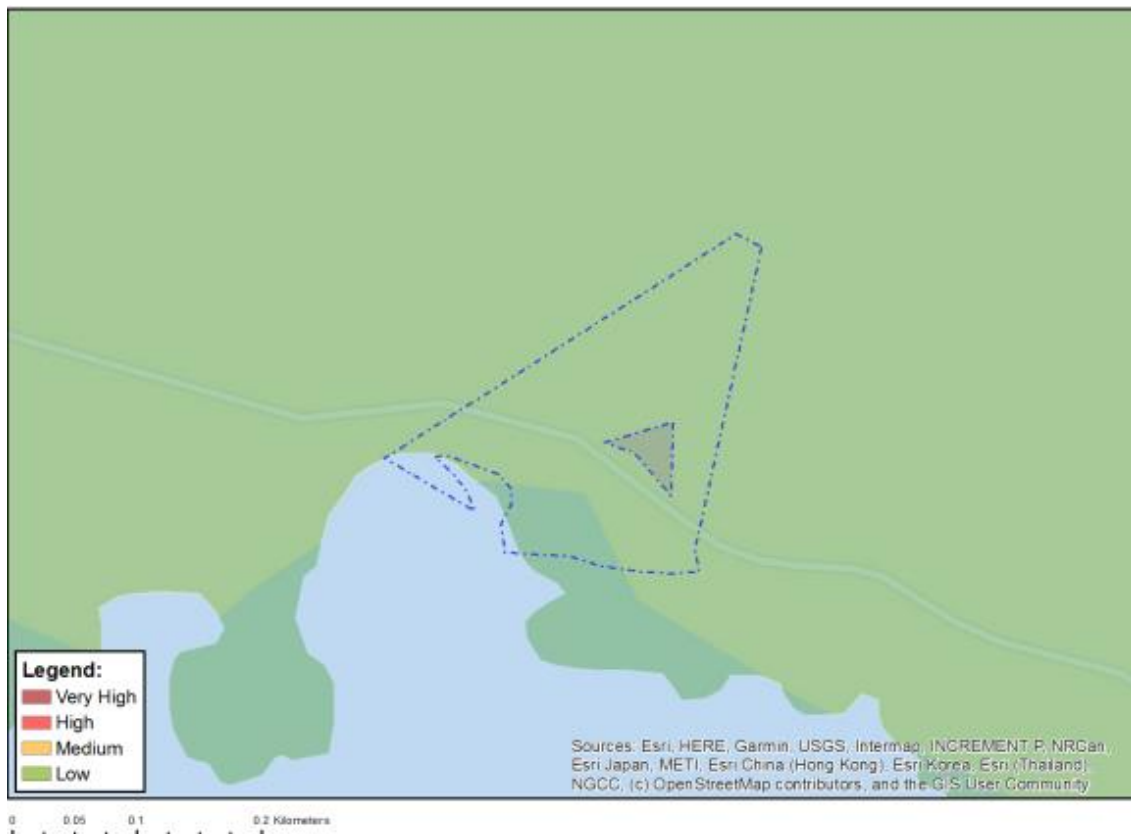 Legend:
Very High
High
Medium
Low
Sources: Esri, HERE, Garmin, USGS, Intermap, INCREMENT P, NRCan,
Esri Japan, METI, Esri China (Hong Kong), Esri Korea, Esri (Thailand),
NGCC, (c) OpenStreetMap contributors, and the GIS User Community
0 0.05 0.1 0.2 Kilometers